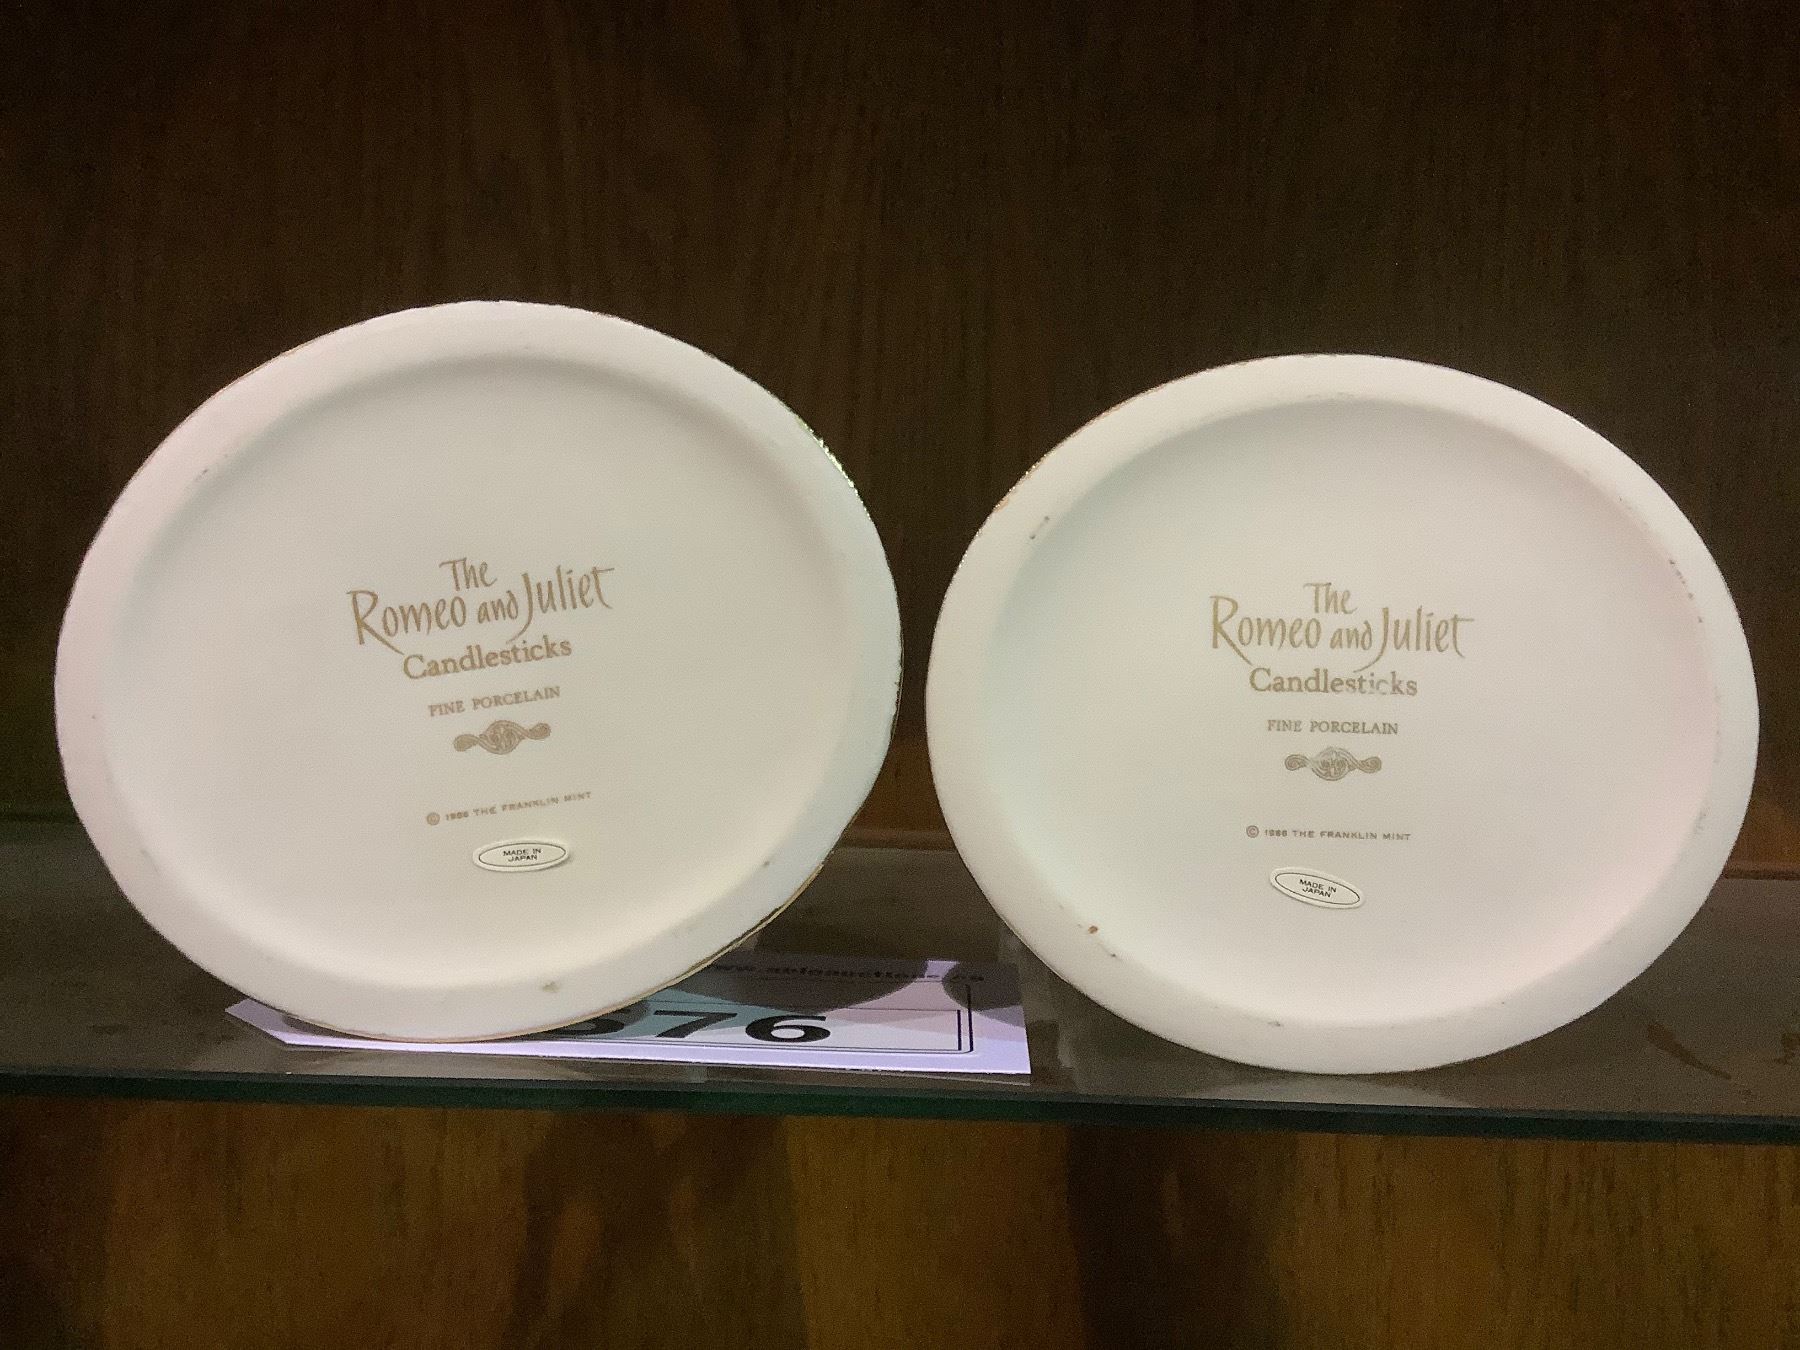 The
Romeo and Juliet
Candlesticks
FINE PORCELAIN
© 1986 THE FRANKLIN MINT
MADE IN
JAPAN
The
Romeo and Juliet
Candlesticks
FINE PORCELAIN
© 1986 THE FRANKLIN MINT
MADE IN
JAPAN
76